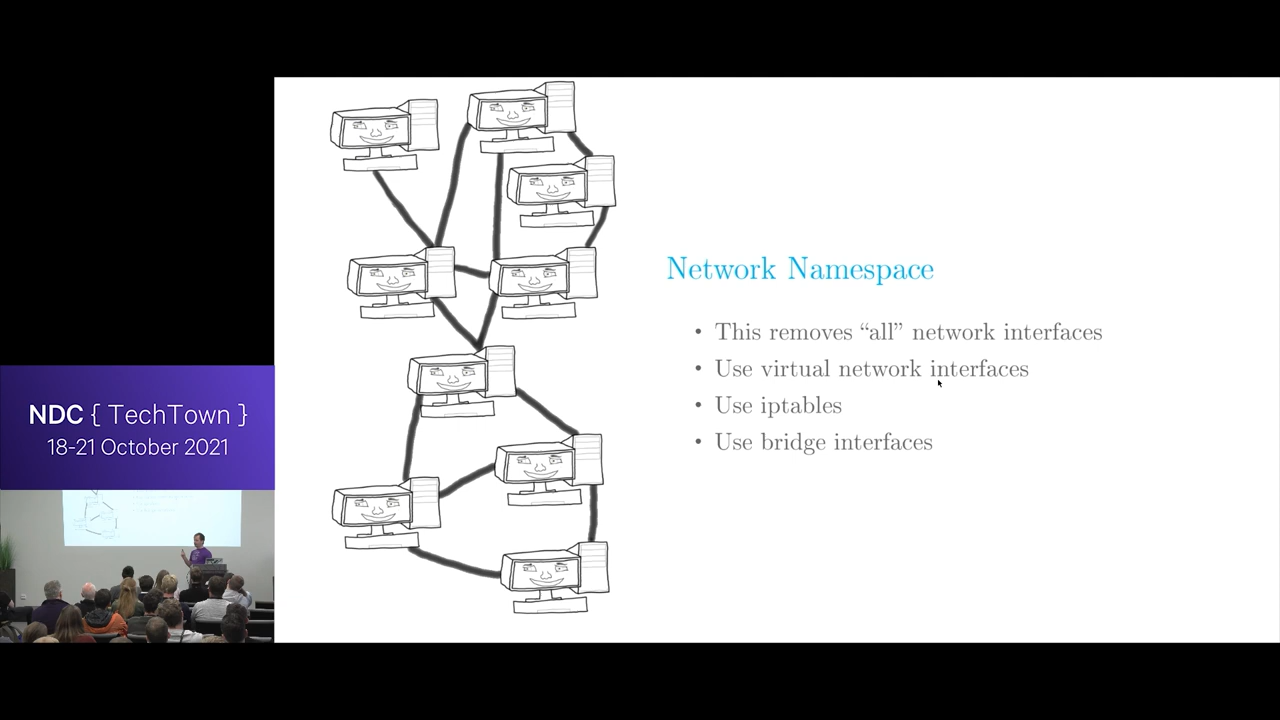 NDC { TechTown }
18-21 October 2021
Network Namespace
• This removes “all” network interfaces
• Use virtual network interfaces
• Use iptables
• Use bridge interfaces